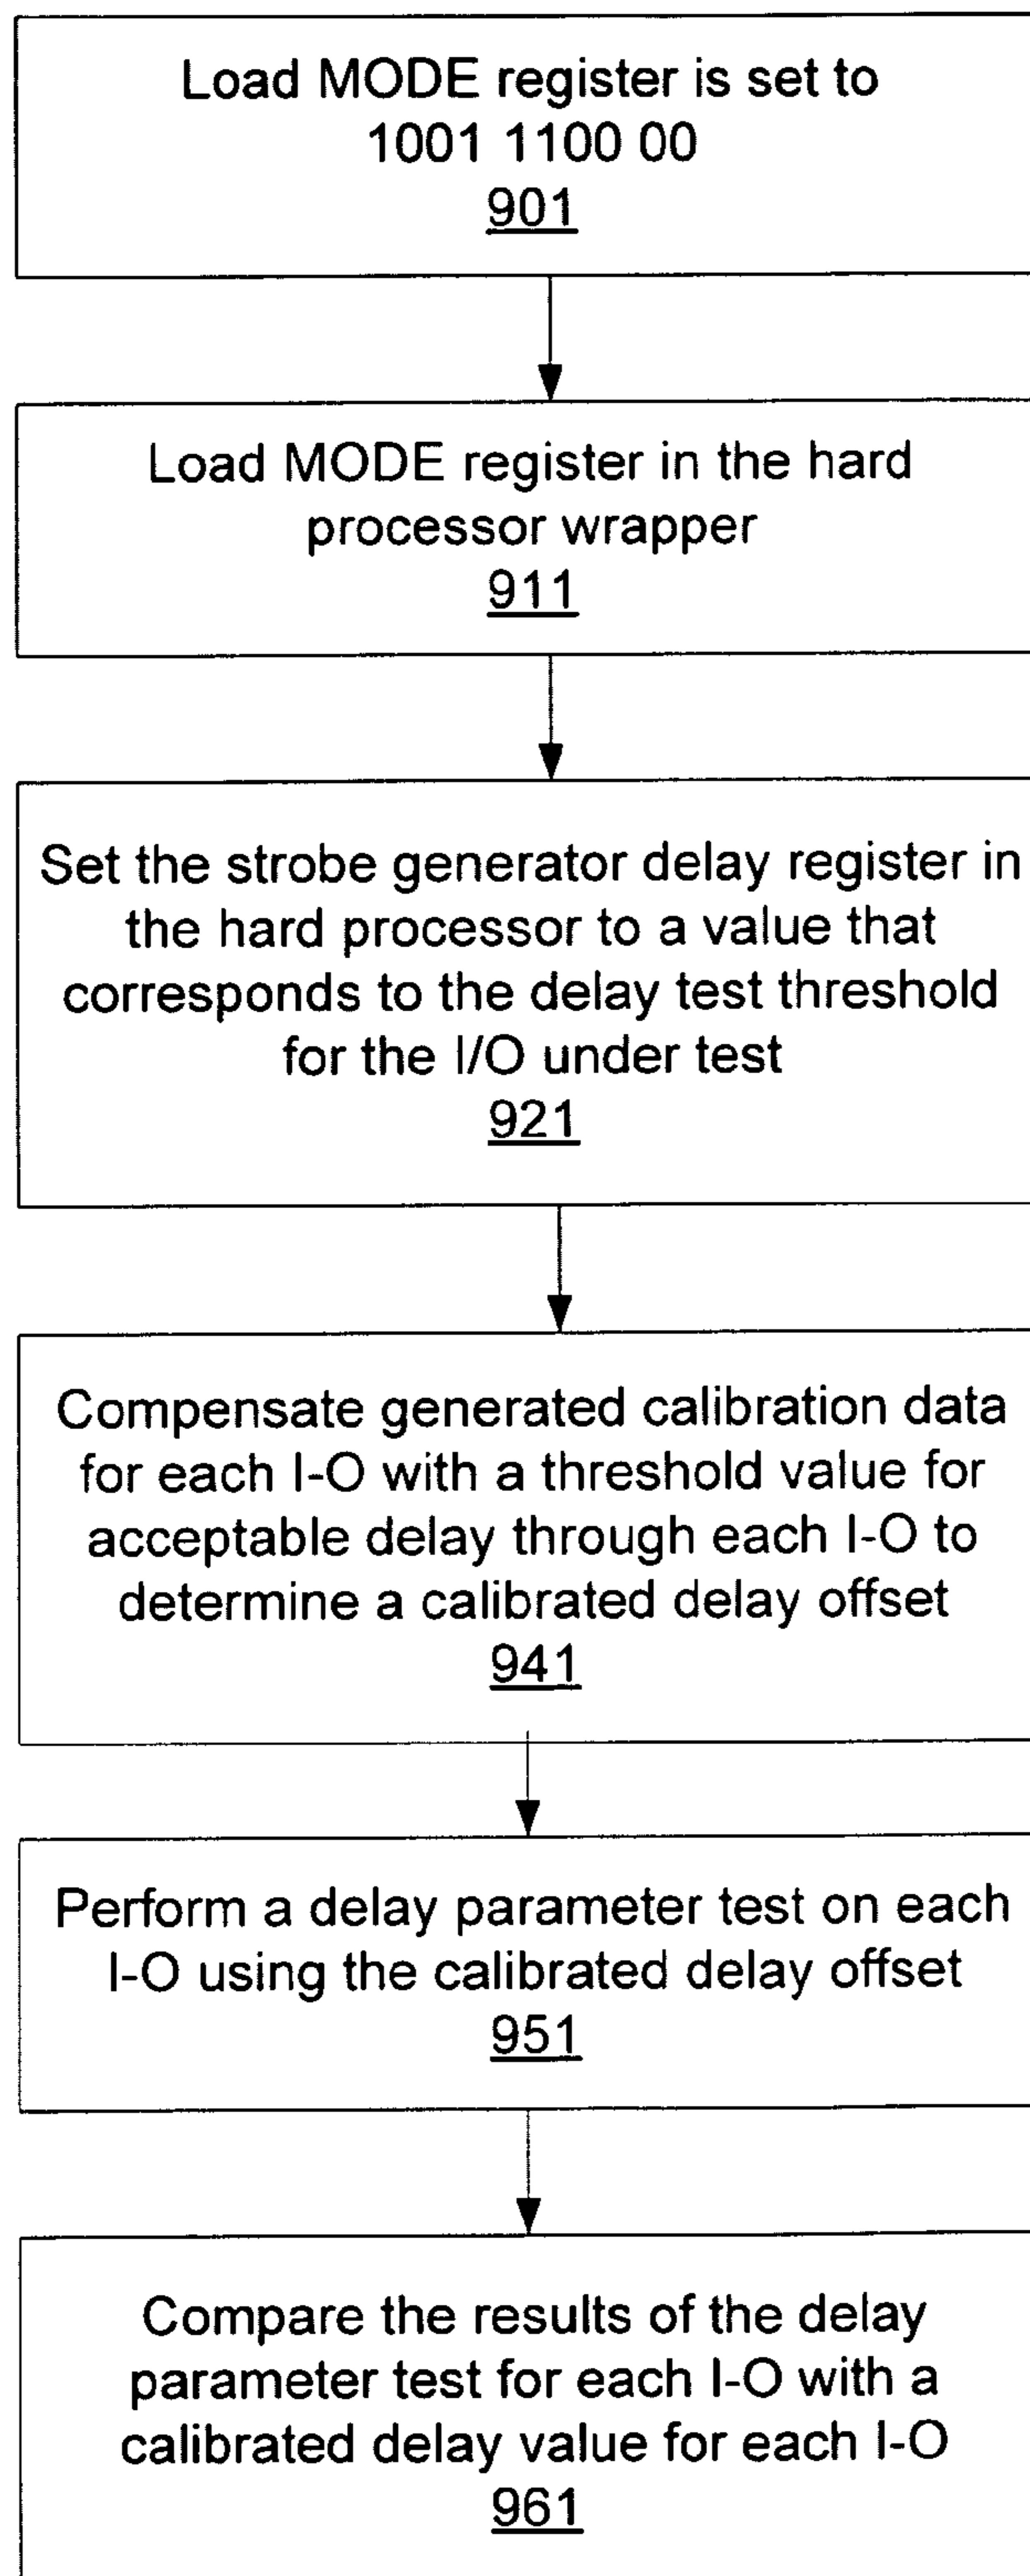 Load MODE register is set to
1001 1100 00
901
Load MODE register in the hard
processor wrapper
911
Set the strobe generator delay register in
the hard processor to a value that
corresponds to the delay test threshold
for the I/O under test
921
Compensate generated calibration data
for each I-O with a threshold value for
acceptable delay through each I-O to
determine a calibrated delay offset
941
Perform a delay parameter test on each
I-O using the calibrated delay offset
951
Compare the results of the delay
parameter test for each I-O with a
calibrated delay value for each I-O
961